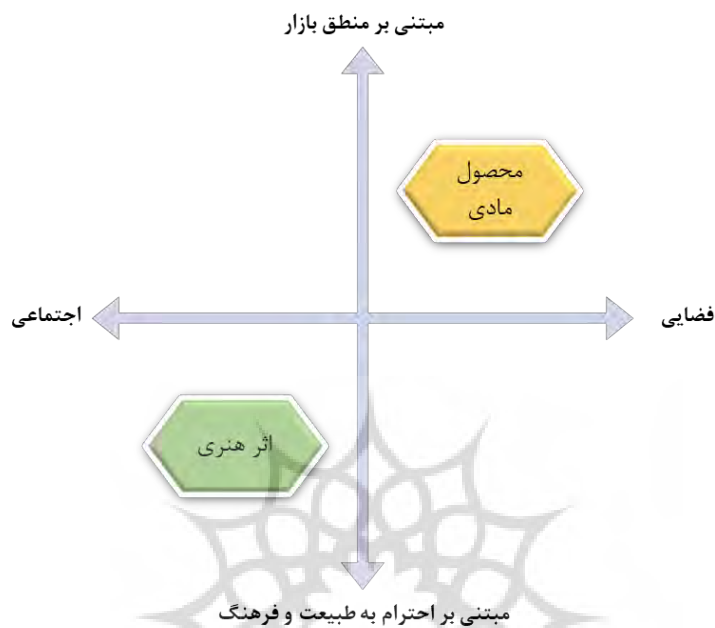 مبتنی بر منطق بازار
محصول
مادی
فضایی
اجتماعی
اثر هنری
مبتنی بر احترام به طبیعت و فرهنگ